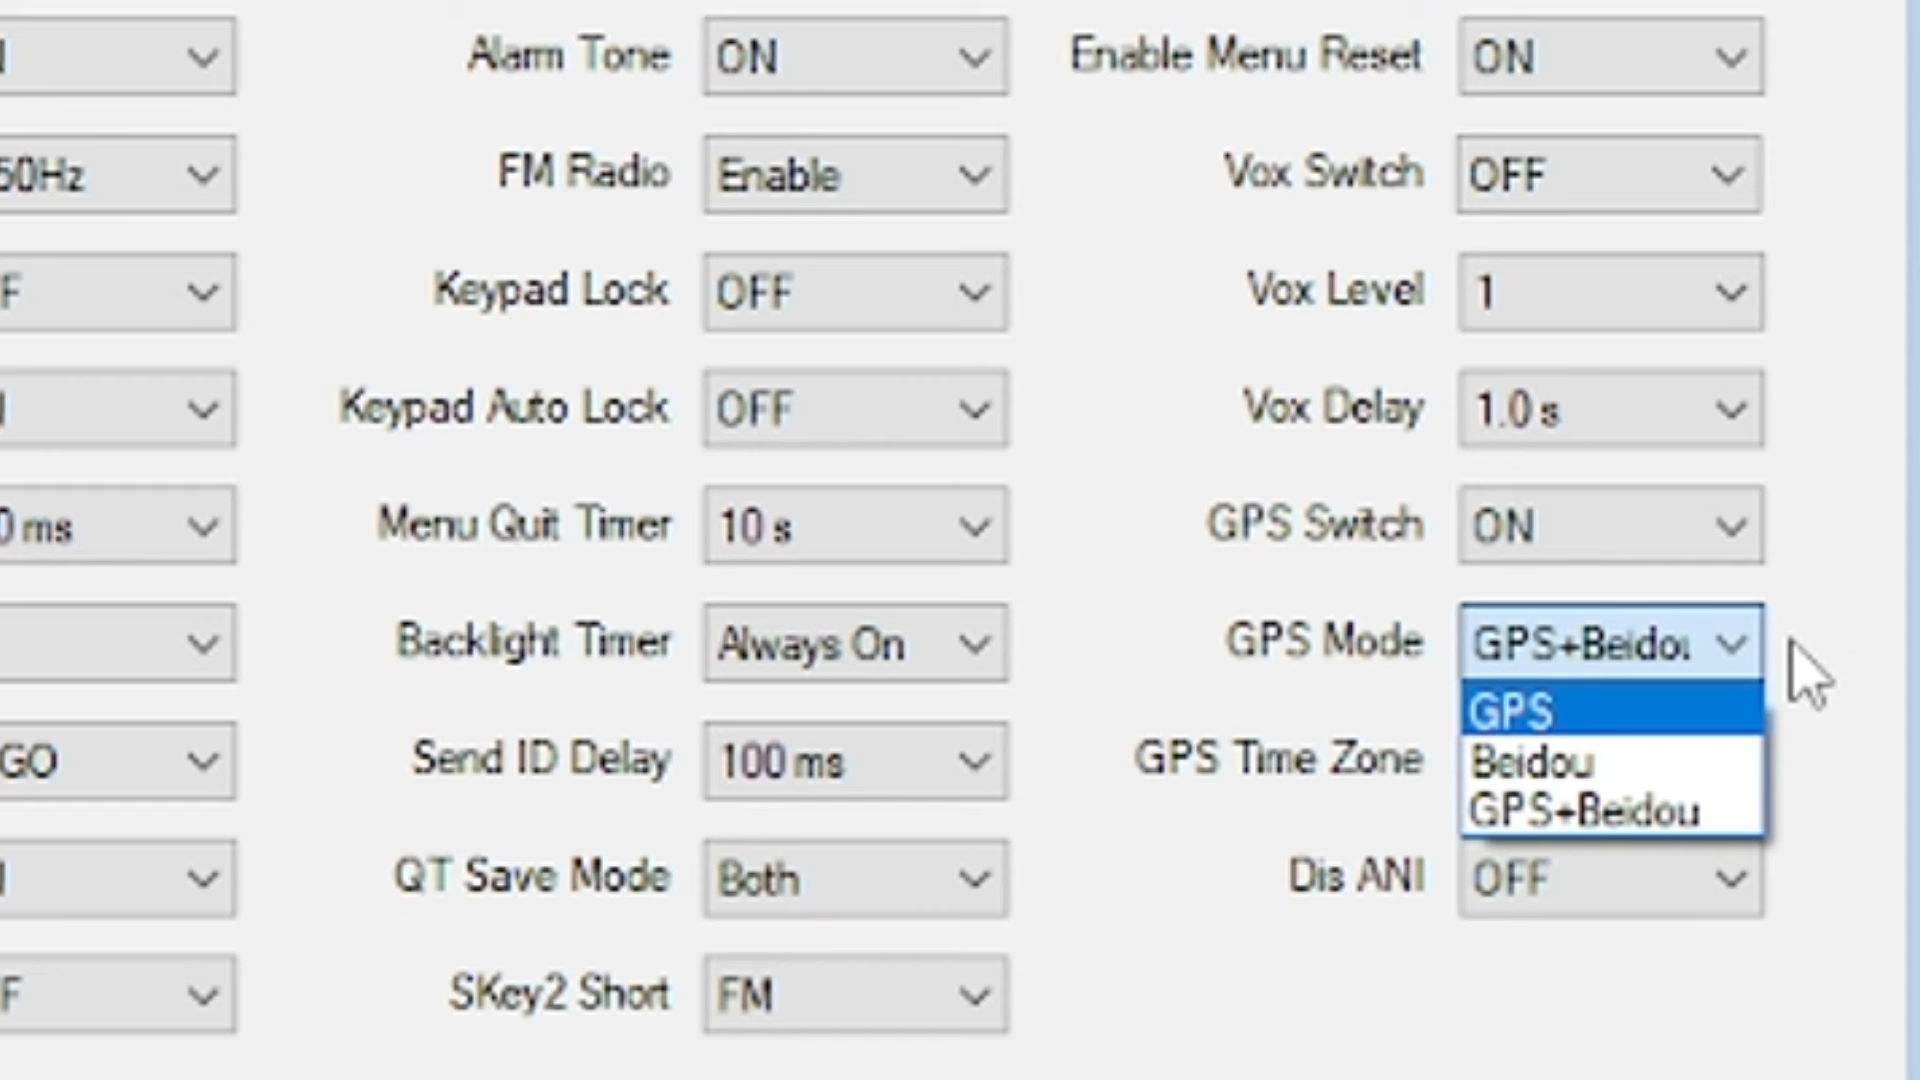 Alarm Tone ON Enable Menu Reset ON
50Hz FM Radio Enable Vox Switch OFF
F Keypad Lock OFF Vox Level 1
Keypad Auto Lock OFF Vox Delay 1.0 s
0 ms Menu Quit Timer 10 s GPS Switch ON
Backlight Timer Always On GPS Mode GPS+Beidou
GPS
GO Send ID Delay 100 ms GPS Time Zone Beidou
GPS+Beidou
QT Save Mode Both Dis ANI OFF
F SKey2 Short FM